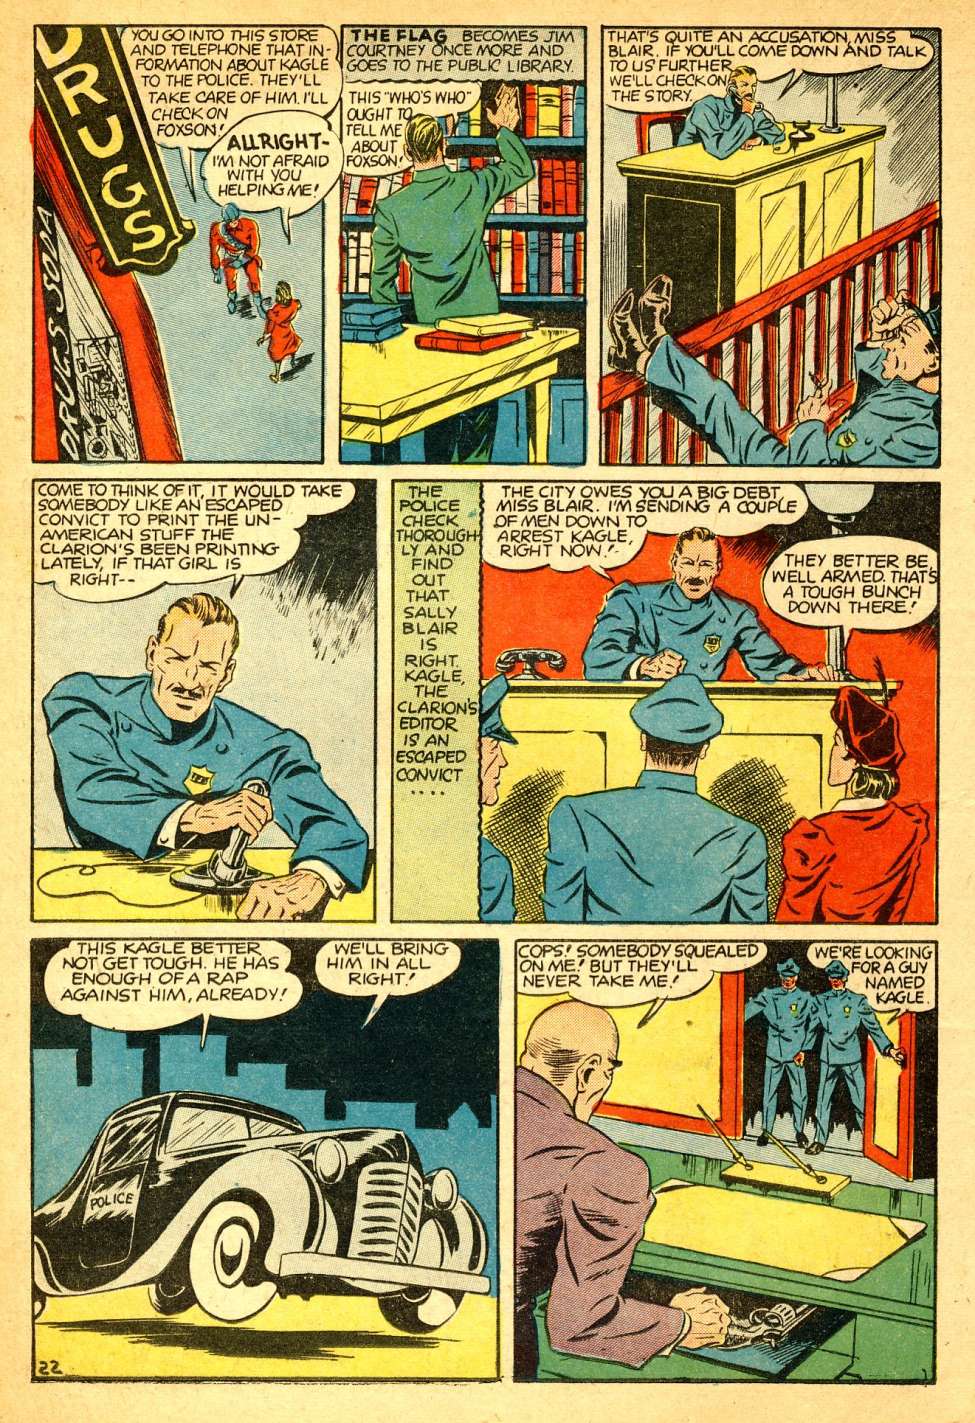 YOU GO INTO THIS STORE
AND TELEPHONE THAT IN-
FORMATION ABOUT KAGLE
TO THE POLICE. THEY'LL
TAKE CARE OF HIM. I'LL
CHECK ON
FOXSON!
ALLRIGHT-
I'M NOT AFRAID
WITH YOU
HELPING ME!
DRUGS
DRUGS SODA
THE FLAG BECOMES JIM
COURTNEY ONCE MORE AND
GOES TO THE PUBLIC LIBRARY.
THIS "WHO'S WHO"
OUGHT TO
TELL ME
ABOUT
FOXSON!
THAT'S QUITE AN ACCUSATION, MISS
BLAIR. IF YOU'LL COME DOWN AND TALK
TO US FURTHER
WE'LL CHECK ON
THE STORY.
COME TO THINK OF IT, IT WOULD TAKE
SOMEBODY LIKE AN ESCAPED
CONVICT TO PRINT THE UN-
AMERICAN STUFF THE
CLARION'S BEEN PRINTING
LATELY, IF THAT GIRL IS
RIGHT--
THE
POLICE
CHECK
THOROUGH-
LY AND
FIND
OUT
THAT
SALLY
BLAIR
IS
RIGHT.
KAGLE,
THE
CLARION'S
EDITOR
IS AN
ESCAPED
CONVICT
....
THE CITY OWES YOU A BIG DEBT,
MISS BLAIR. I'M SENDING A COUPLE
OF MEN DOWN TO
ARREST KAGLE,
RIGHT NOW!-
THEY BETTER BE
WELL ARMED. THAT'S
A TOUGH BUNCH
DOWN THERE!
THIS KAGLE BETTER
NOT GET TOUGH. HE HAS
ENOUGH OF A RAP
AGAINST HIM, ALREADY!
WE'LL BRING
HIM IN ALL
RIGHT!
POLICE
22
COPS! SOMEBODY SQUEALED
ON ME! BUT THEY'LL
NEVER TAKE ME!
WE'RE LOOKING
FOR A GUY
NAMED
KAGLE.